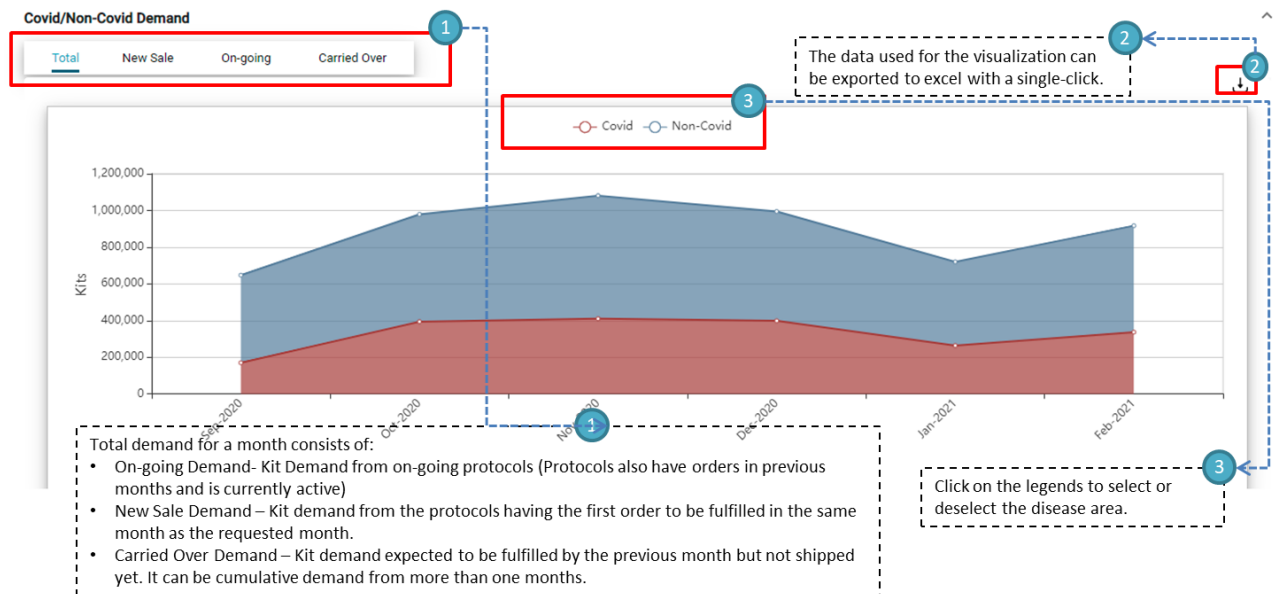 Covid/Non-Covid Demand
1
Total New Sale On-going Carried Over
2
The data used for the visualization can
be exported to excel with a single-click.
2
3
Covid Non-Covid
1,200,000
1,000,000
800,000
600,000
400,000
200,000
0
Kits
Sep-2020
Oct-2020
Dec-2020
Jan-2021
Feb-2021
1
Total demand for a month consists of:
• On-going Demand- Kit Demand from on-going protocols (Protocols also have orders in previous
months and is currently active)
• New Sale Demand – Kit demand from the protocols having the first order to be fulfilled in the same
month as the requested month.
• Carried Over Demand – Kit demand expected to be fulfilled by the previous month but not shipped
yet. It can be cumulative demand from more than one months.
3
Click on the legends to select or
deselect the disease area.